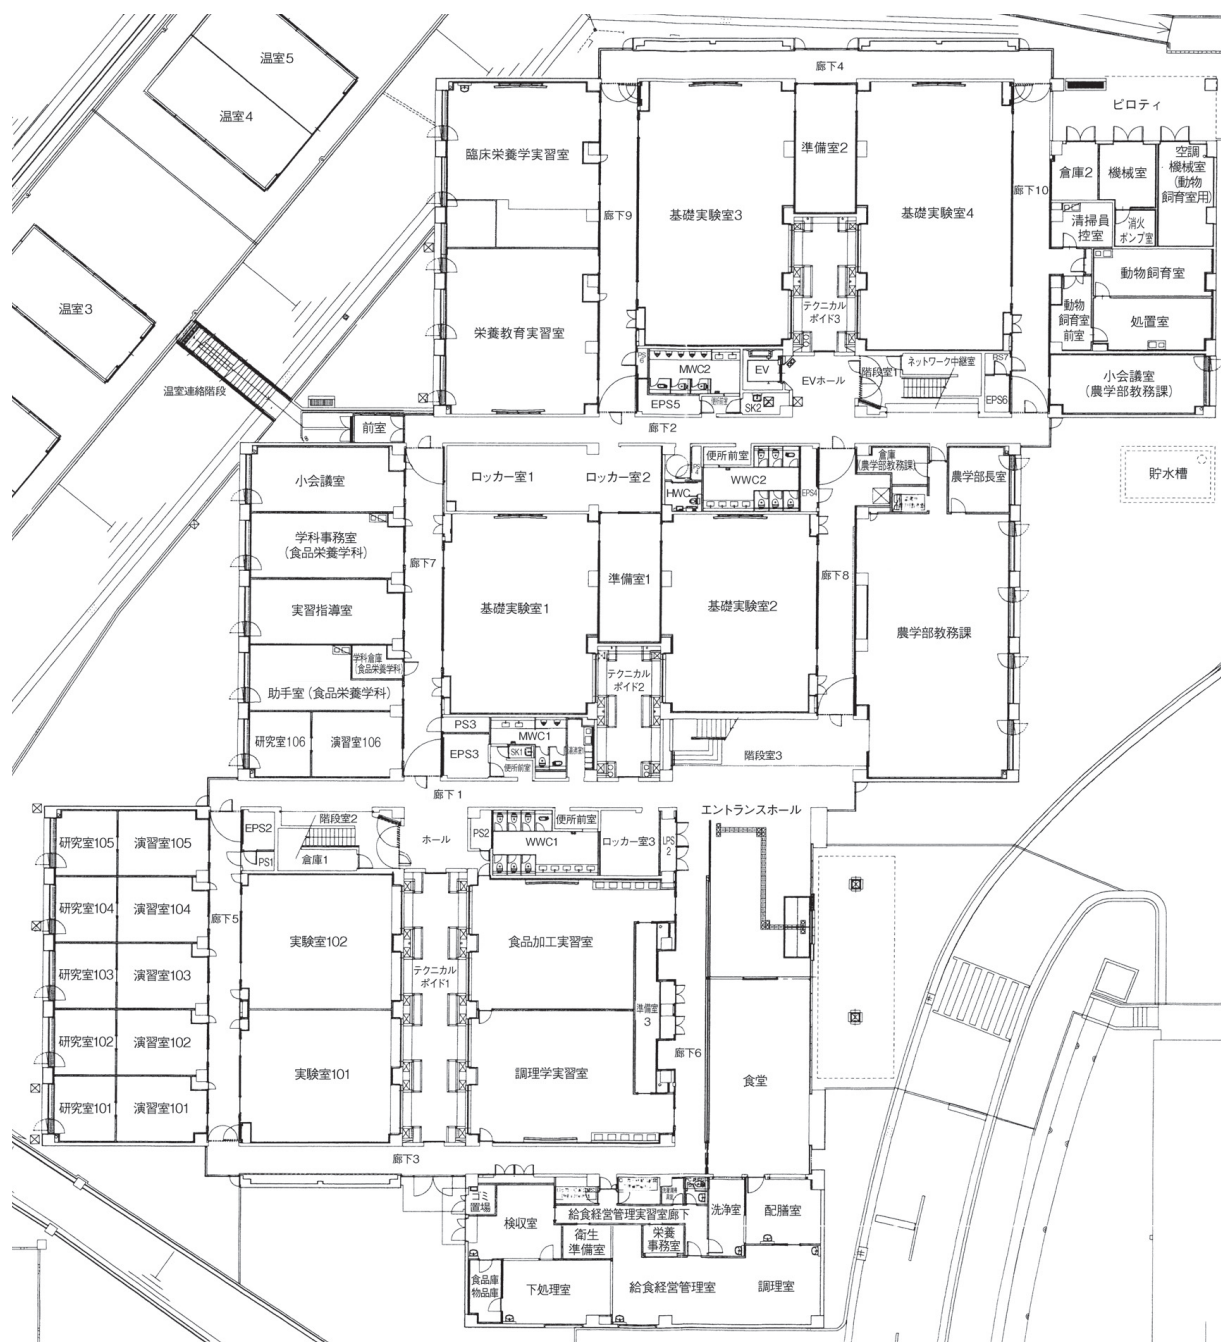 温室5
廊下4
温室4
ピロティ
臨床栄養学実習室
準備室2
倉庫2
機械室
空調
機械室
(動物
飼育室用)
廊下9
基礎実験室3
基礎実験室4
廊下10
清掃員
控室
消火
ポンプ室
動物飼育室
温室3
栄養教育実習室
テクニカル
ボイド3
動物
飼育室
前室
処置室
温室連絡階段
MWC2
EV
EVホール
階段室1
ネットワーク中継室
PS7
小会議室
(農学部教務課)
EPS5
SK2
EPS6
前室
廊下2
小会議室
ロッカー室1
ロッカー室2
便所前室
WWC2
HWC
EPS4
倉庫
(農学部教務課)
農学部長室
貯水槽
学科事務室
(食品栄養学科)
廊下7
準備室1
廊下8
実習指導室
基礎実験室1
基礎実験室2
農学部教務課
学科倉庫
(食品栄養学科)
助手室(食品栄養学科)
テクニカル
ボイド2
研究室106
演習室106
PS3
MWC1
EPS3
SK1
便所前室
階段室3
廊下1
エントランスホール
研究室105
演習室105
EPS2
階段室2
ホール
PS2
便所前室
WWC1
ロッカー室3
LPS
2
PS1
倉庫1
研究室104
演習室104
廊下5
実験室102
食品加工実習室
研究室103
演習室103
テクニカル
ボイド1
準備室
3
研究室102
演習室102
廊下6
実験室101
調理学実習室
食堂
研究室101
演習室101
廊下3
ゴミ
置場
検収室
給食経営管理実習室廊下
洗浄室
配膳室
衛生
準備室
栄養
事務室
食品庫
物品庫
下処理室
給食経営管理室
調理室